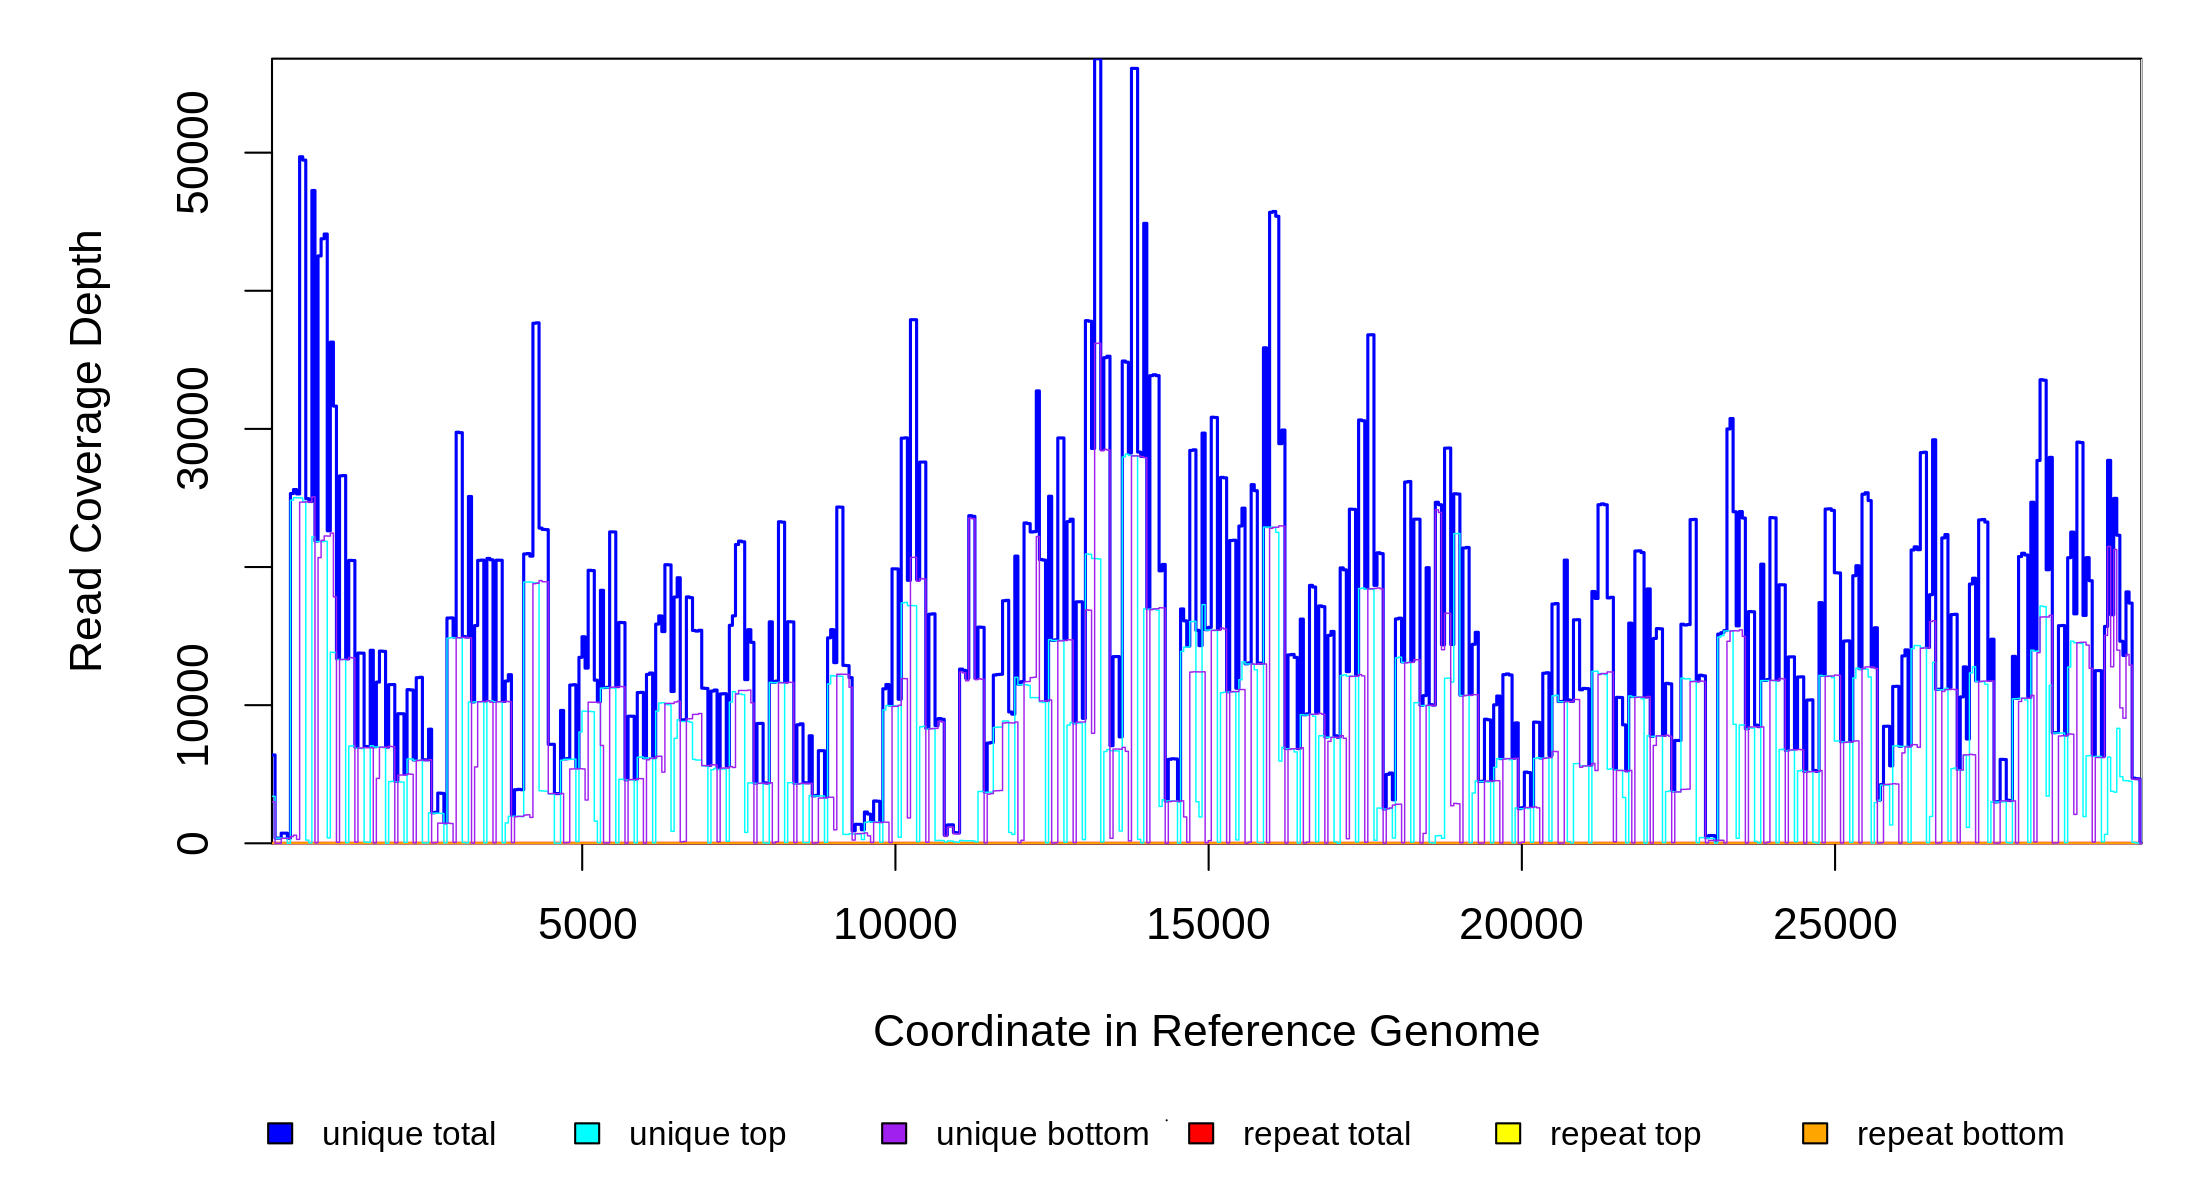 Read Coverage Depth
50000
30000
10000
0
5000 10000 15000 20000 25000
Coordinate in Reference Genome
unique total unique top unique bottom repeat total repeat top repeat bottom